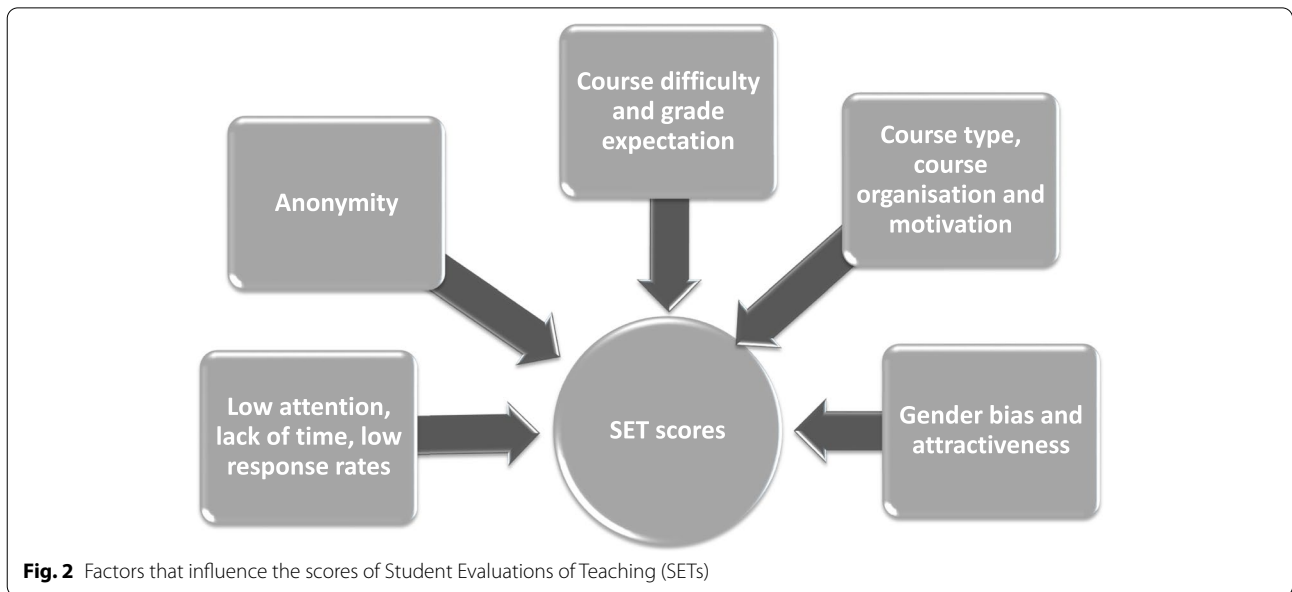 Course difficulty
and grade
expectation
Course type,
course
organisation and
motivation
Anonymity
Low attention,
lack of time, low
response rates
SET scores
Gender bias and
attractiveness
Fig. 2 Factors that influence the scores of Student Evaluations of Teaching (SETs)